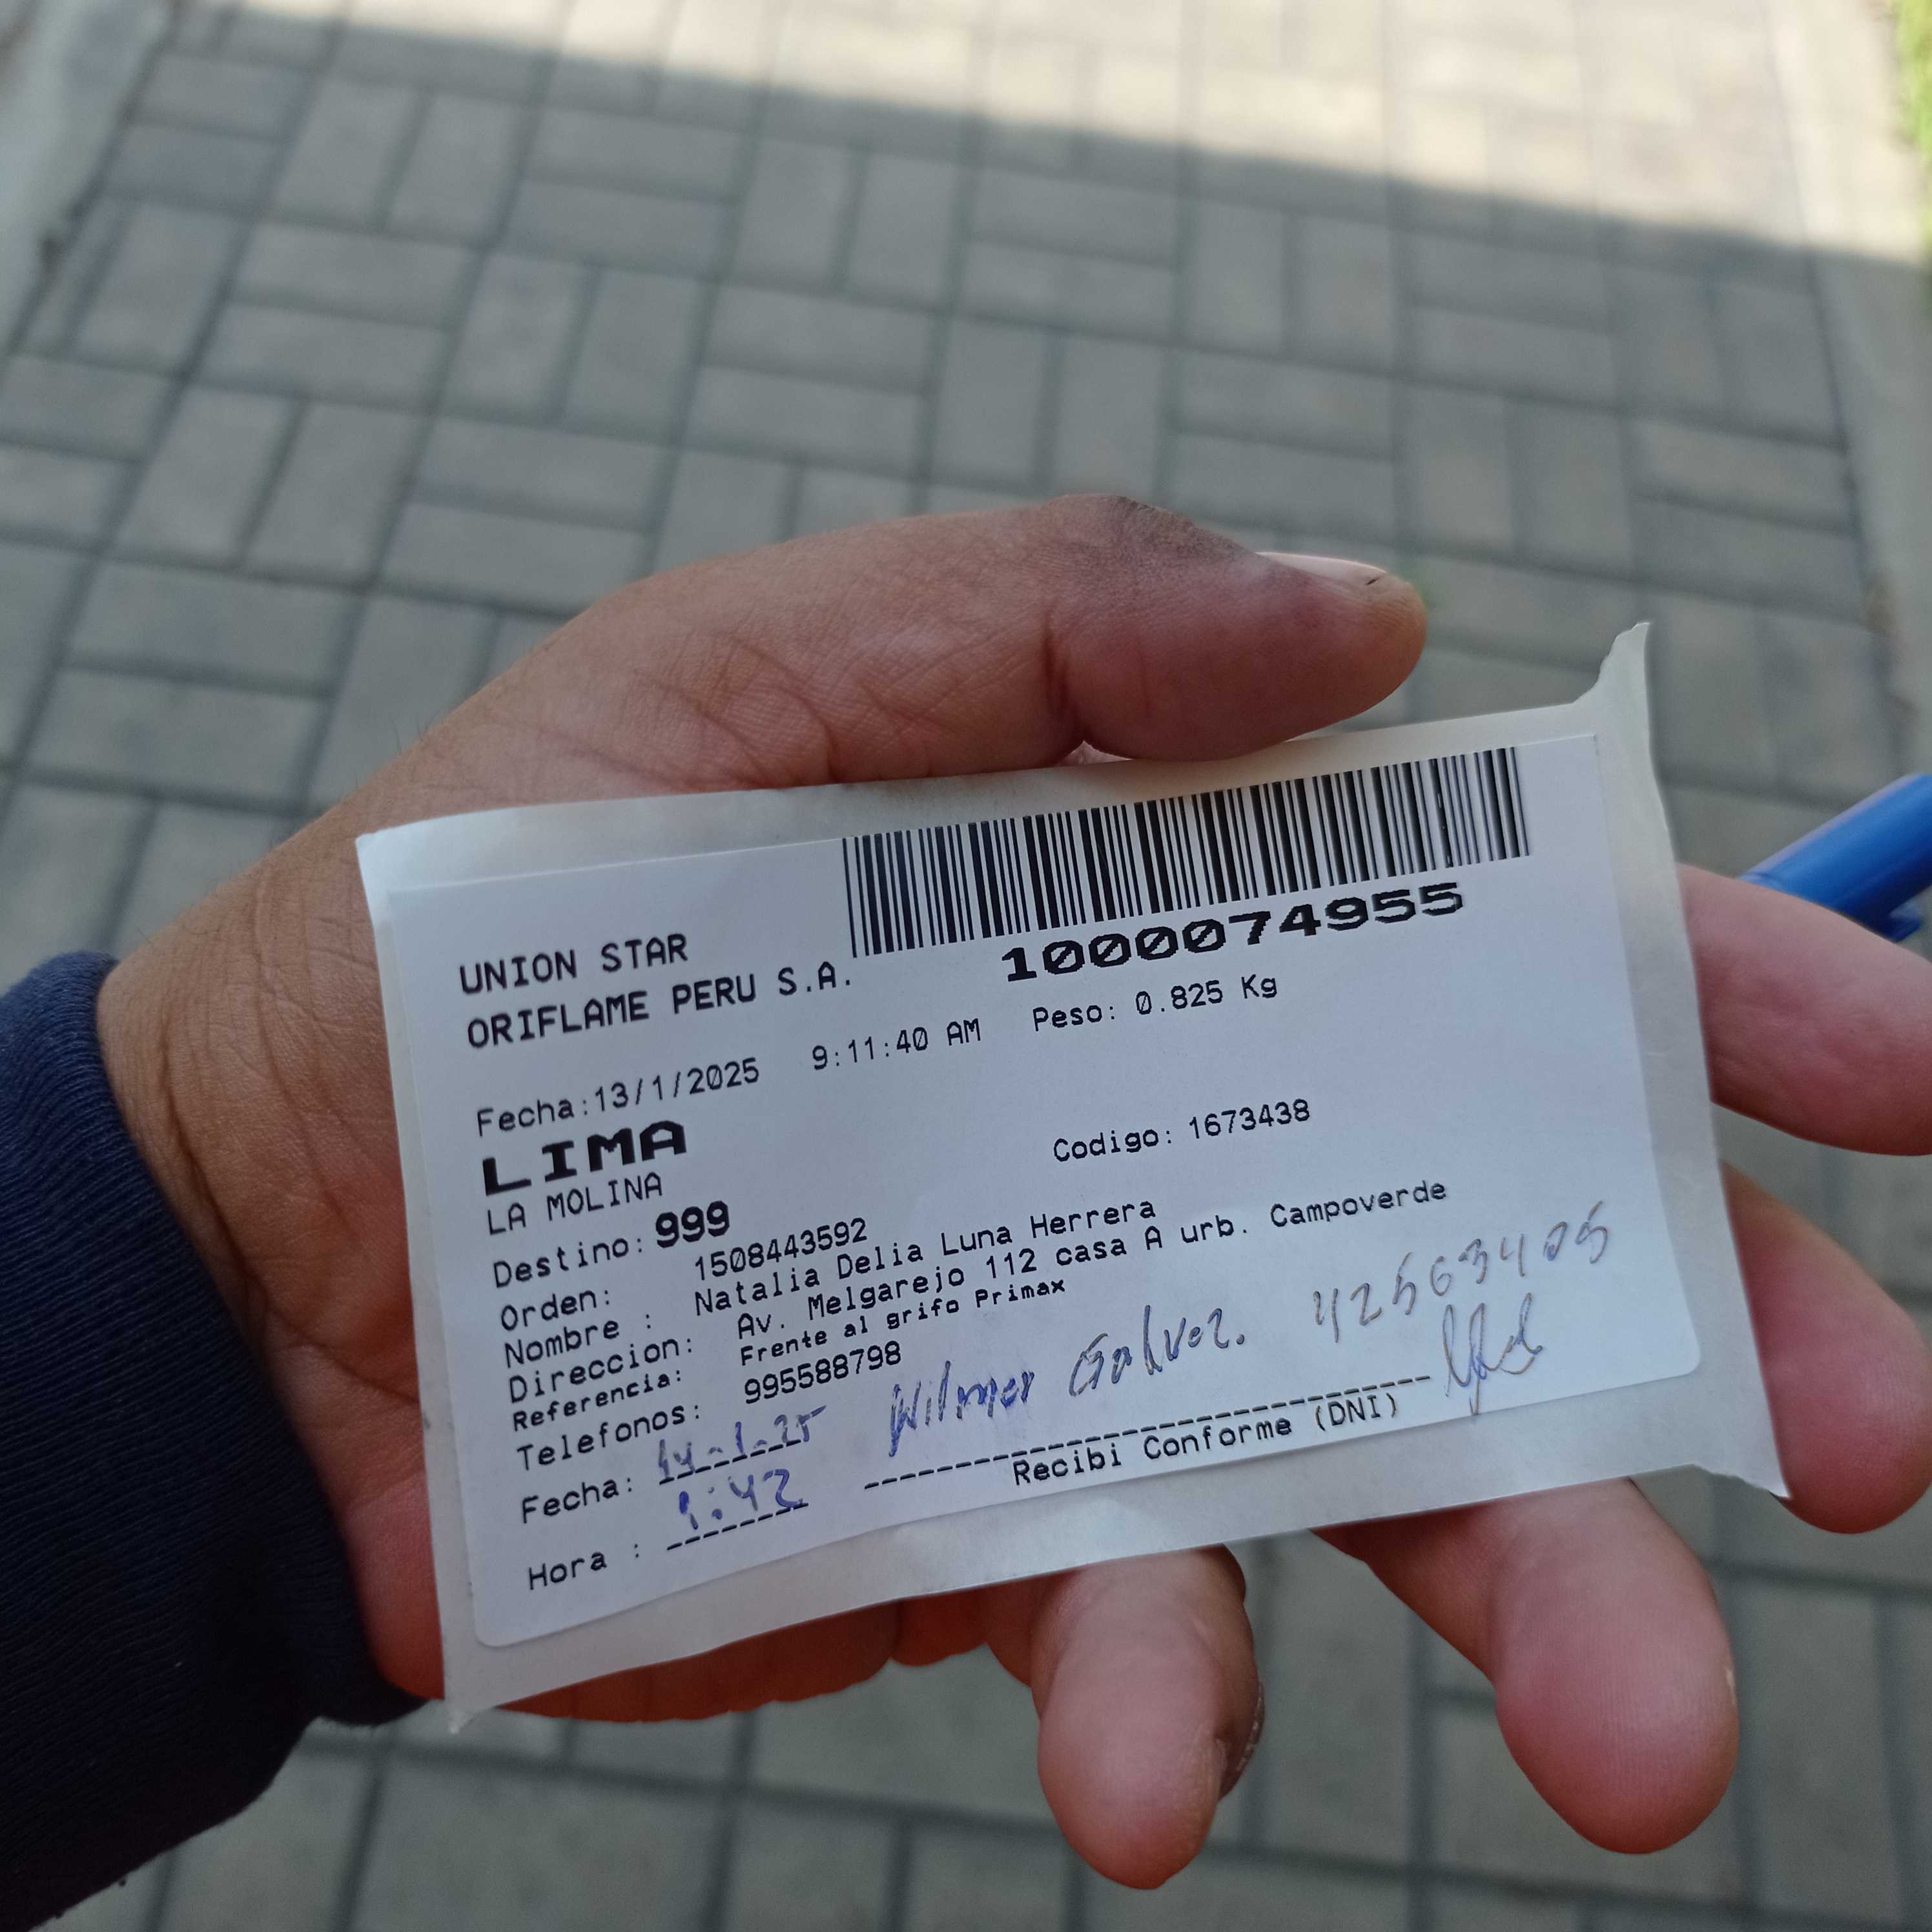 1000074955
UNION STAR
ORIFLAME PERU S.A.
Fecha:13/1/2025 9:11:40 AM Peso: 0.825 Kg
LIMA
LA MOLINA Codigo: 1673438
Destino: 999
Orden: 1508443592
Nombre : Natalia Delia Luna Herrera
Direccion: Av. Melgarejo 112 casa A urb. Campoverde
Referencia: Frente al grifo Primax
Telefonos: 995588798
Wilmer Galvez. 42563405
Fecha: 14-1-25
Recibi Conforme (DNI)
Hora : 1:42